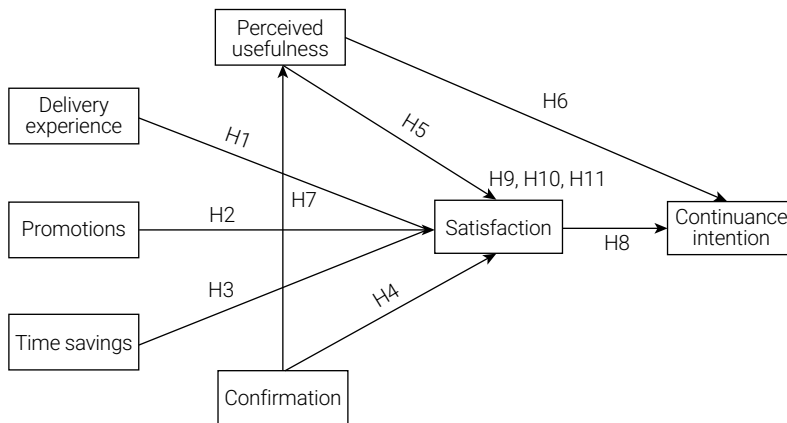 Perceived
usefulness
Delivery
experience
H1
H5
H6
H9, H10, H11
H7
Promotions
H2
Satisfaction
H8
Continuance
intention
H3
H4
Time savings
Confirmation